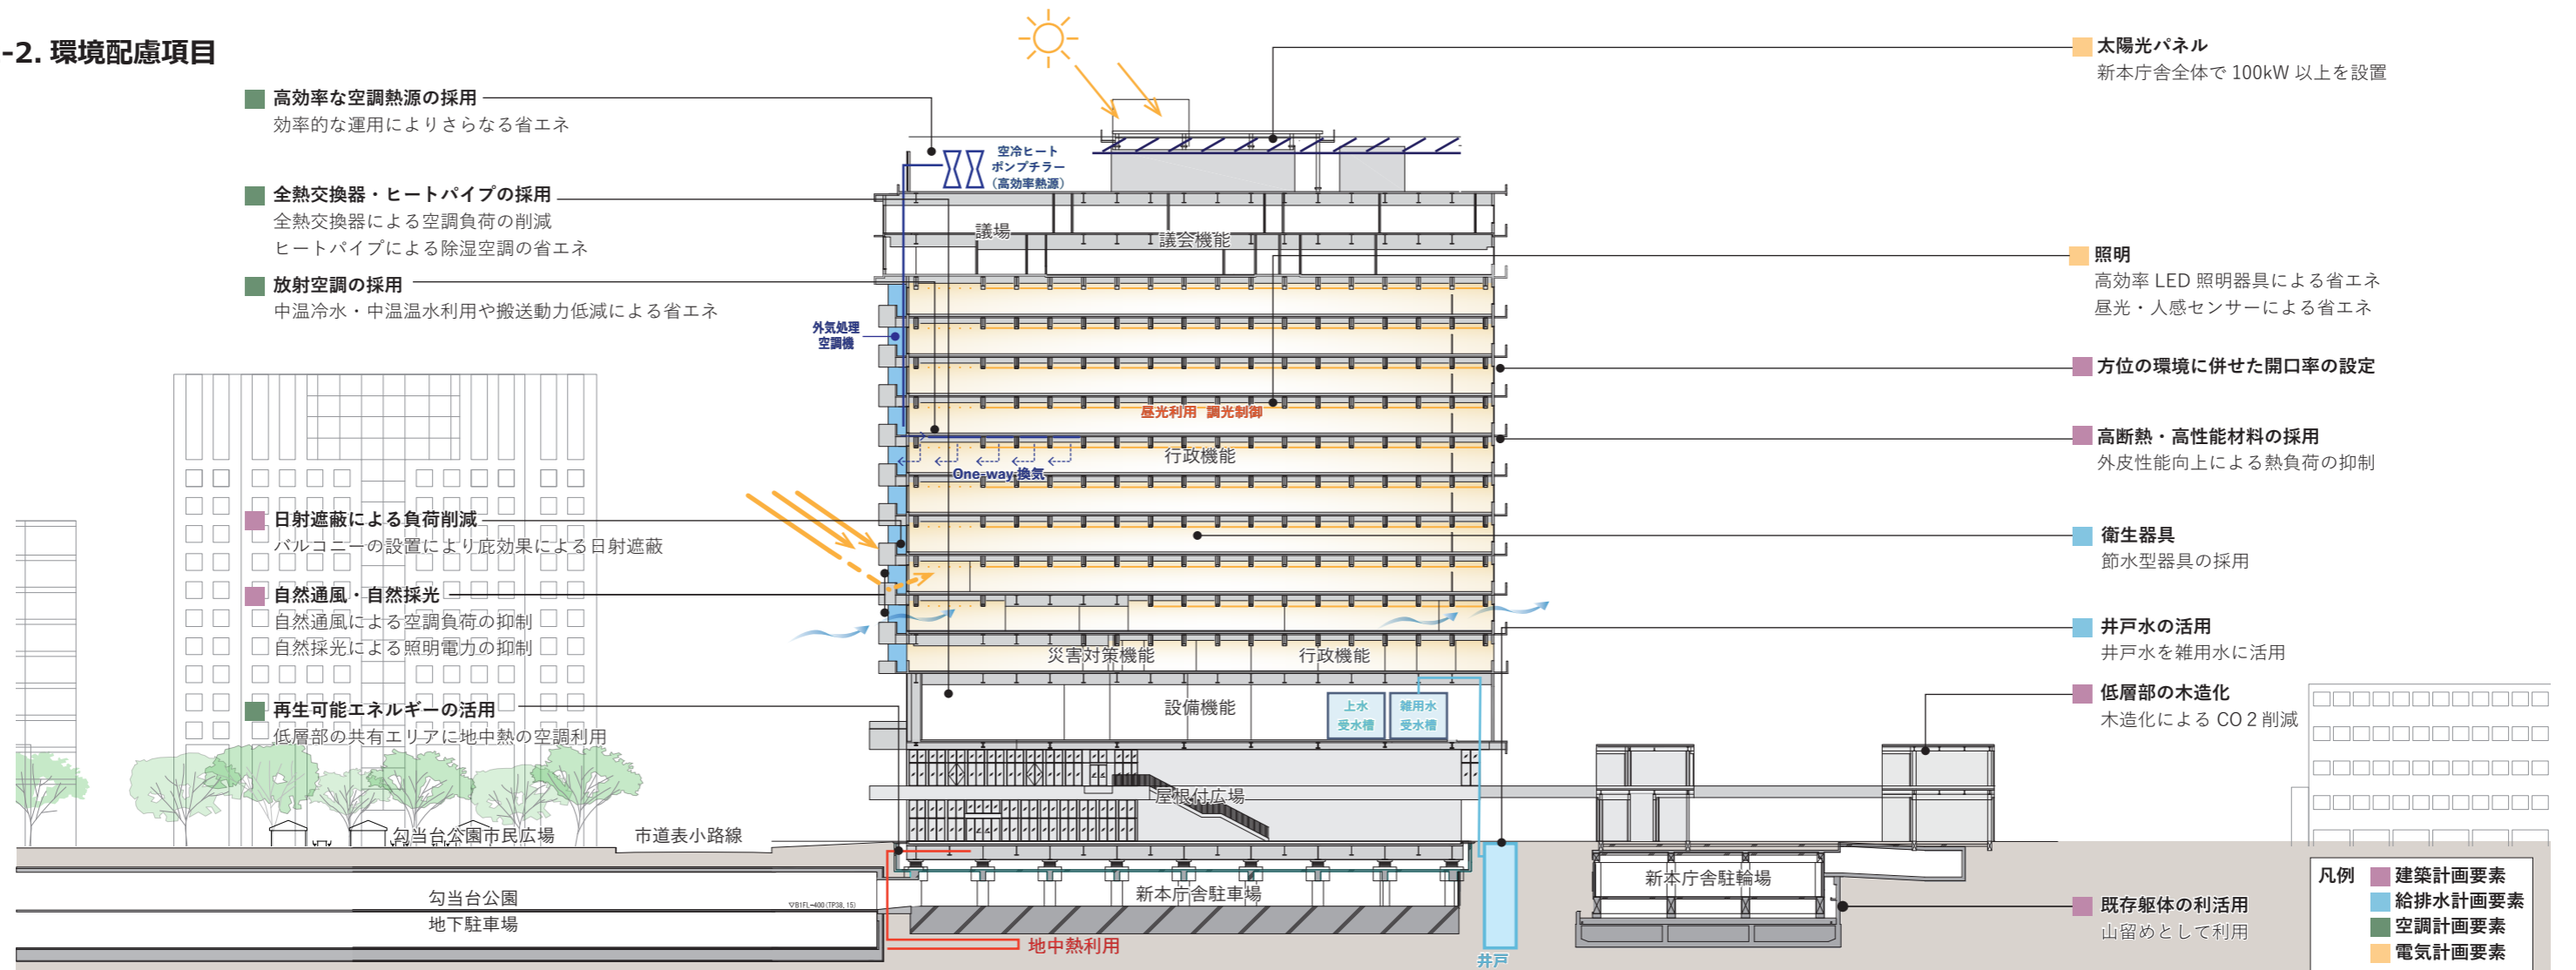 -2. 環境配慮項目
高効率な空調熱源の採用
効率的な運用によりさらなる省エネ
全熱交換器・ヒートパイプの採用
全熱交換器による空調負荷の削減
ヒートパイプによる除湿空調の省エネ
放射空調の採用
中温冷水・中温温水利用や搬送動力低減による省エネ
日射遮蔽による負荷削減
バルコニーの設置により庇効果による日射遮蔽
自然通風・自然採光
自然通風による空調負荷の抑制
自然採光による照明電力の抑制
再生可能エネルギーの活用
低層部の共有エリアに地中熱の空調利用
空冷ヒート
ポンプチラー
(高効率熱源)
議場
議会機能
外気処理
空調機
昼光利用 調光制御
行政機能
One-way 換気
災害対策機能
行政機能
設備機能
上水
受水槽
雑用水
受水槽
屋根付広場
勾当台公園市民広場
市道表小路線
勾当台公園
地下駐車場
▽B1FL-400(TP38.15)
新本庁舎駐車場
地中熱利用
井戸
新本庁舎駐輪場
太陽光パネル
新本庁舎全体で 100kW 以上を設置
照明
高効率 LED 照明器具による省エネ
昼光・人感センサーによる省エネ
方位の環境に併せた開口率の設定
高断熱・高性能材料の採用
外皮性能向上による熱負荷の抑制
衛生器具
節水型器具の採用
井戸水の活用
井戸水を雑用水に活用
低層部の木造化
木造化による CO 2 削減
既存躯体の利活用
山留めとして利用
凡例
建築計画要素
給排水計画要素
空調計画要素
電気計画要素